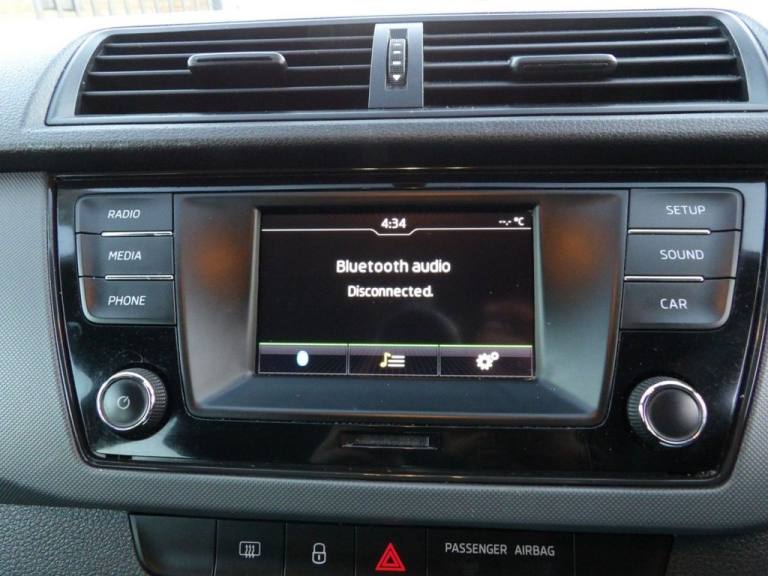 4:34
--.- °C
RADIO
SETUP
MEDIA
Bluetooth audio
SOUND
PHONE
Disconnected.
CAR
PASSENGER AIRBAG